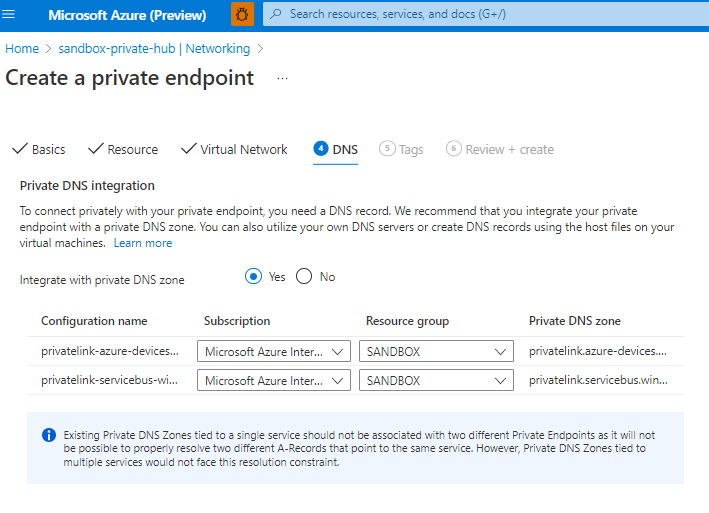 Microsoft Azure (Preview)
Search resources, services, and docs (G+/)
Home > sandbox-private-hub | Networking >
Create a private endpoint ...
Basics
Resource
Virtual Network
4 DNS
5 Tags
6 Review + create
Private DNS integration
To connect privately with your private endpoint, you need a DNS record. We recommend that you integrate your private
endpoint with a private DNS zone. You can also utilize your own DNS servers or create DNS records using the host files on your
virtual machines. Learn more
Integrate with private DNS zone
Yes
No
Configuration name Subscription Resource group Private DNS zone
privatelink-azure-devices... Microsoft Azure Inter... SANDBOX privatelink.azure-devices....
privatelink-servicebus-wi... Microsoft Azure Inter... SANDBOX privatelink.servicebus.win...
Existing Private DNS Zones tied to a single service should not be associated with two different Private Endpoints as it will not
be possible to properly resolve two different A-Records that point to the same service. However, Private DNS Zones tied to
multiple services would not face this resolution constraint.